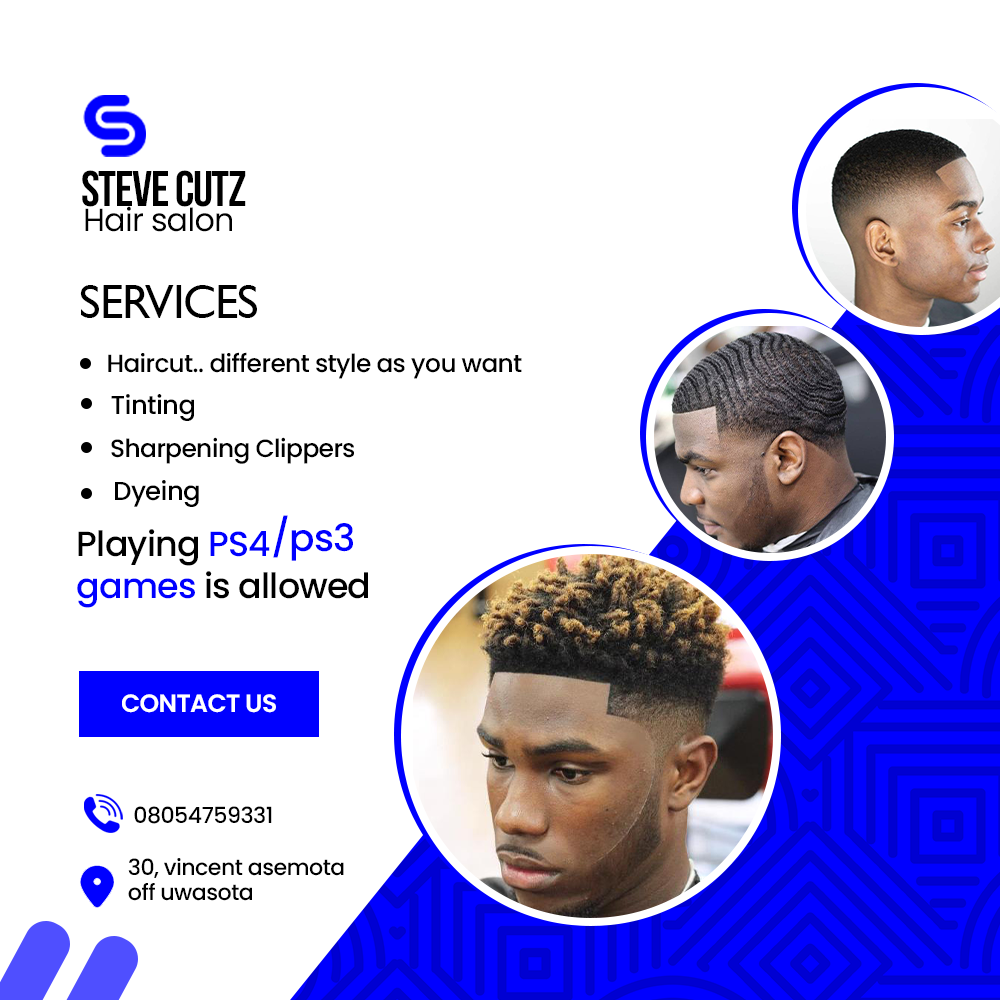 STEVE CUTZ
Hair salon
SERVICES
• Haircut.. different style as you want
• Tinting
• Sharpening Clippers
• Dyeing
Playing PS4/ps3
games is allowed
CONTACT US
08054759331
30, vincent asemota
off uwasota